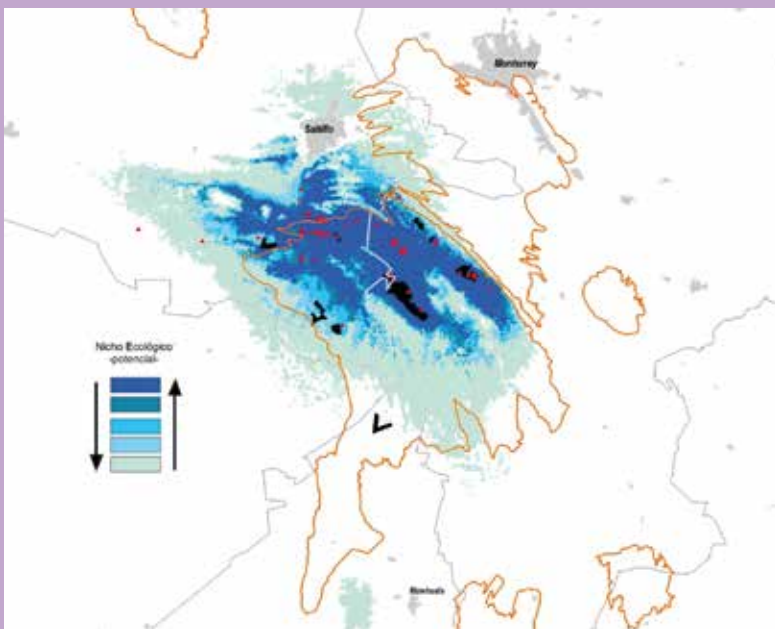 Monterrey
Saltillo
Nicho Ecológico
-potencial-
Matehuala